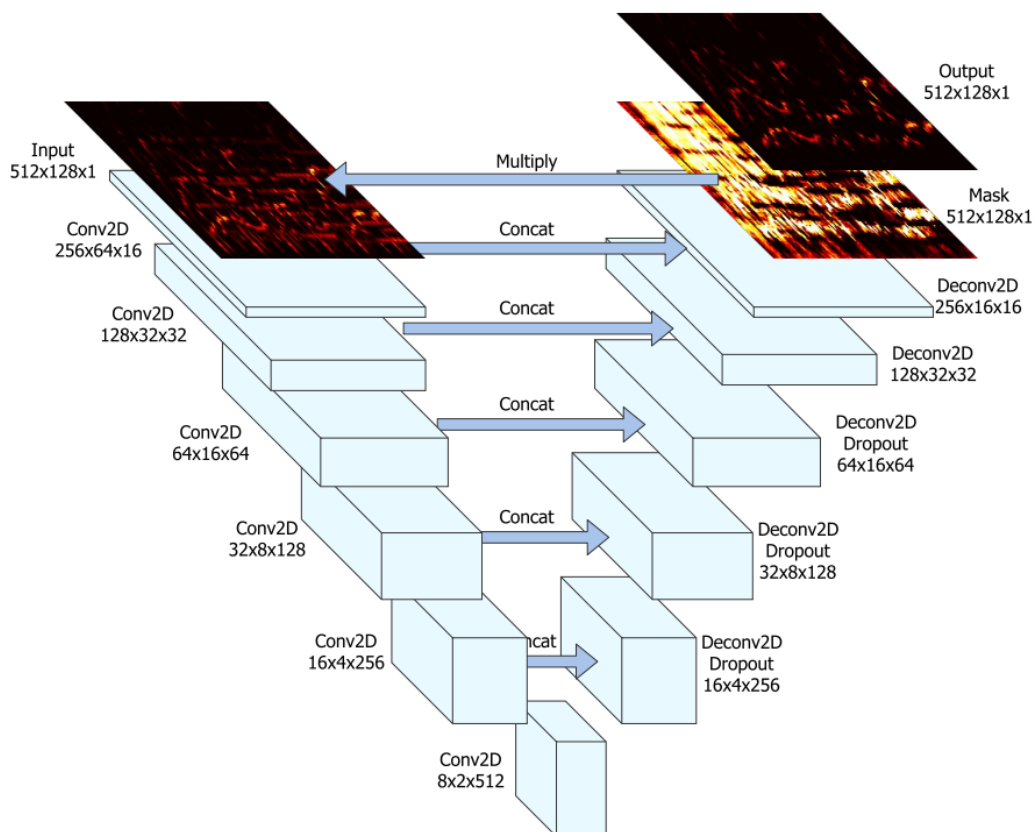 Output
512x128x1
Input
512x128x1
Multiply
Mask
512x128x1
Conv2D
256x64x16
Concat
Deconv2D
256x16x16
Conv2D
128x32x32
Concat
Deconv2D
128x32x32
Conv2D
64x16x64
Concat
Deconv2D
Dropout
64x16x64
Conv2D
32x8x128
Concat
Deconv2D
Dropout
32x8x128
Conv2D
16x4x256
ncat
Deconv2D
Dropout
16x4x256
Conv2D
8x2x512